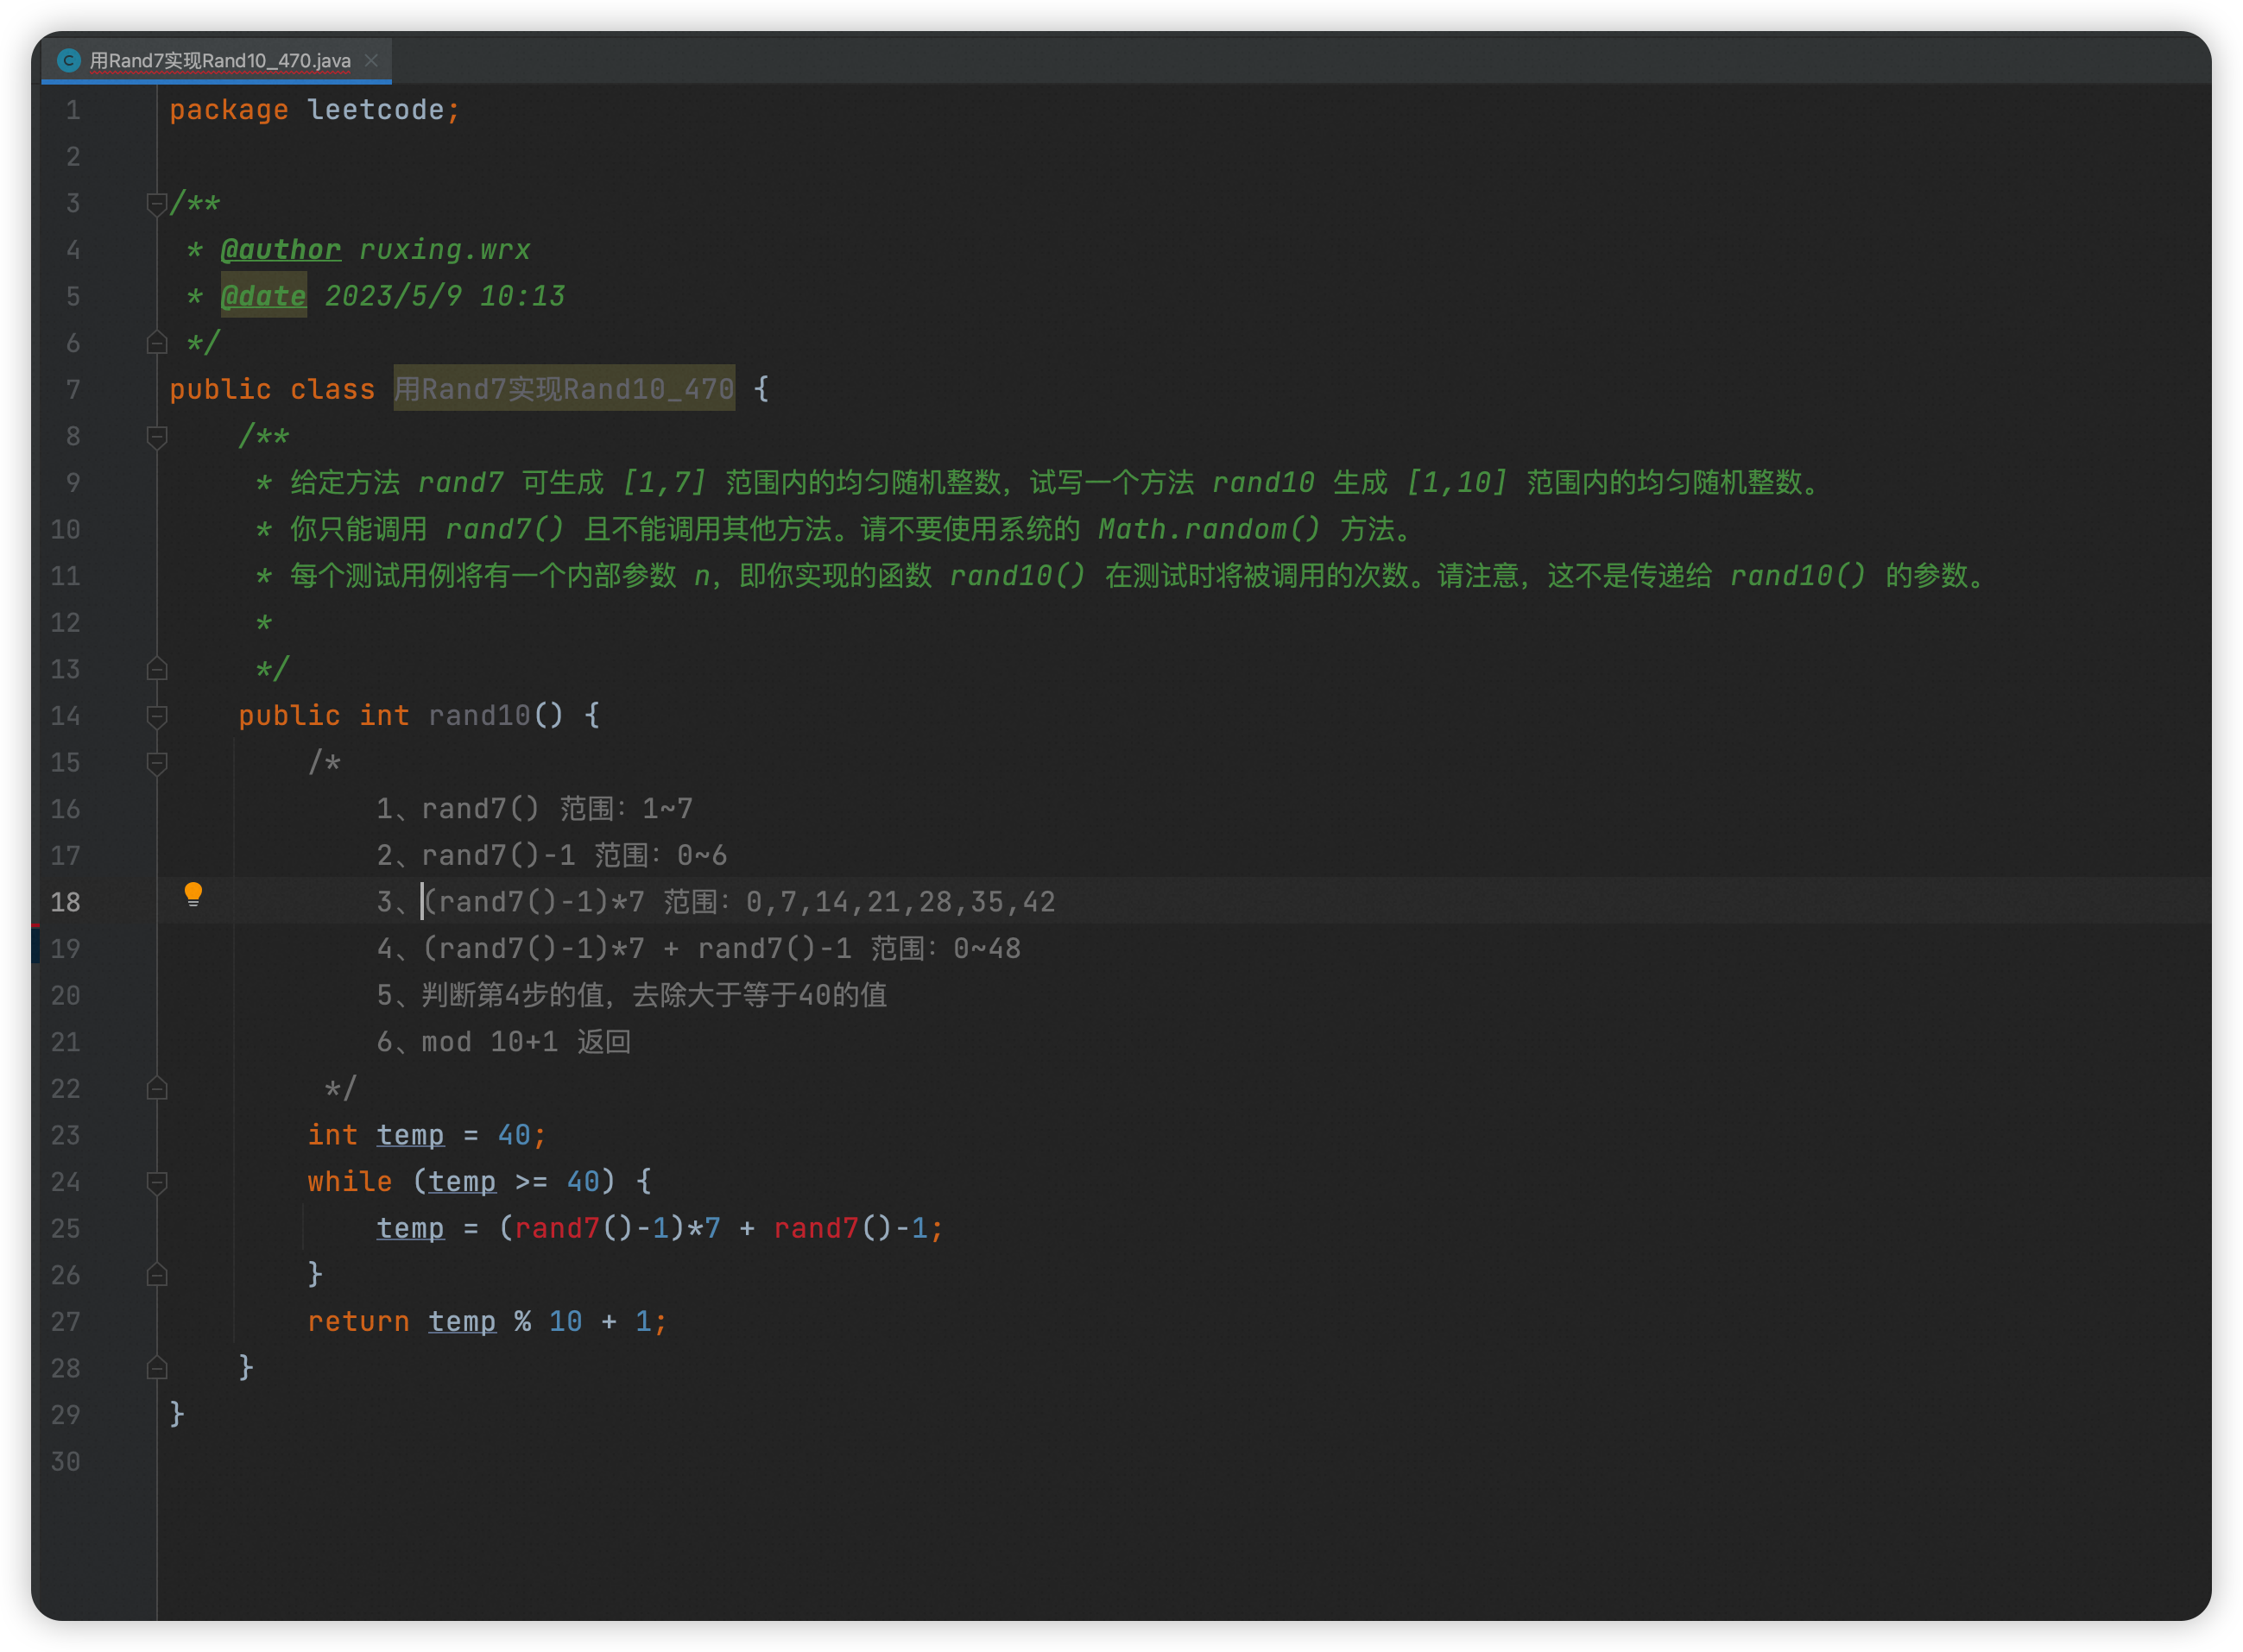 用Rand7实现Rand10_470.java
1 package leetcode;
2
3 /**
4 * @author ruxing.wrx
5 * @date 2023/5/9 10:13
6 */
7 public class 用Rand7实现Rand10_470 {
8 /**
9 * 给定方法 rand7 可生成 [1,7] 范围内的均匀随机整数，试写一个方法 rand10 生成 [1,10] 范围内的均匀随机整数。
10 * 你只能调用 rand7() 且不能调用其他方法。请不要使用系统的 Math.random() 方法。
11 * 每个测试用例将有一个内部参数 n，即你实现的函数 rand10() 在测试时将被调用的次数。请注意，这不是传递给 rand10() 的参数。
12 *
13 */
14 public int rand10() {
15 /*
16 1、rand7() 范围：1~7
17 2、rand7()-1 范围：0~6
18 3、(rand7()-1)*7 范围：0,7,14,21,28,35,42
19 4、(rand7()-1)*7 + rand7()-1 范围：0~48
20 5、判断第4步的值，去除大于等于40的值
21 6、mod 10+1 返回
22 */
23 int temp = 40;
24 while (temp >= 40) {
25 temp = (rand7()-1)*7 + rand7()-1;
26 }
27 return temp % 10 + 1;
28 }
29 }
30